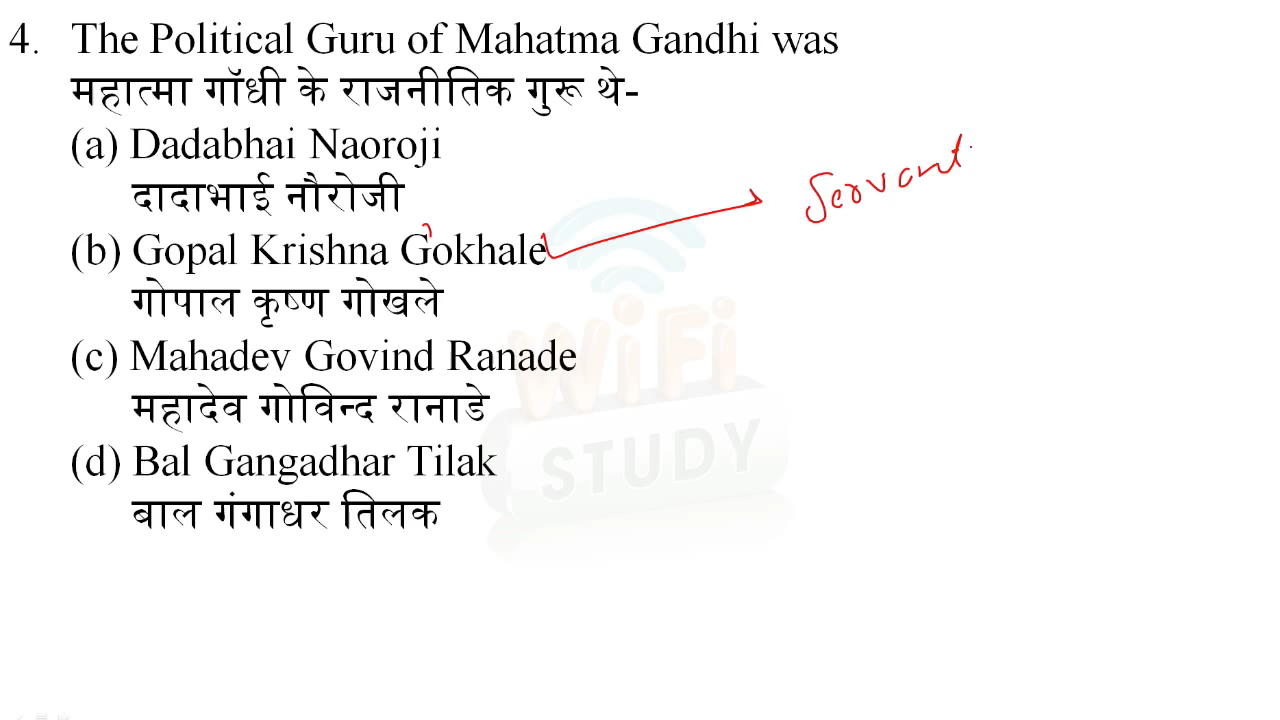 4. The Political Guru of Mahatma Gandhi was
महात्मा गॉधी के राजनीतिक गुरू थे-
(a) Dadabhai Naoroji
दादाभाई नौरोजी
Servant
(b) Gopal Krishna Gokhale
गोपाल कृष्ण गोखले
(c) Mahadev Govind Ranade
महादेव गोविन्द रानाडे
(d) Bal Gangadhar Tilak
बाल गंगाधर तिलक
WiFi
STUDY